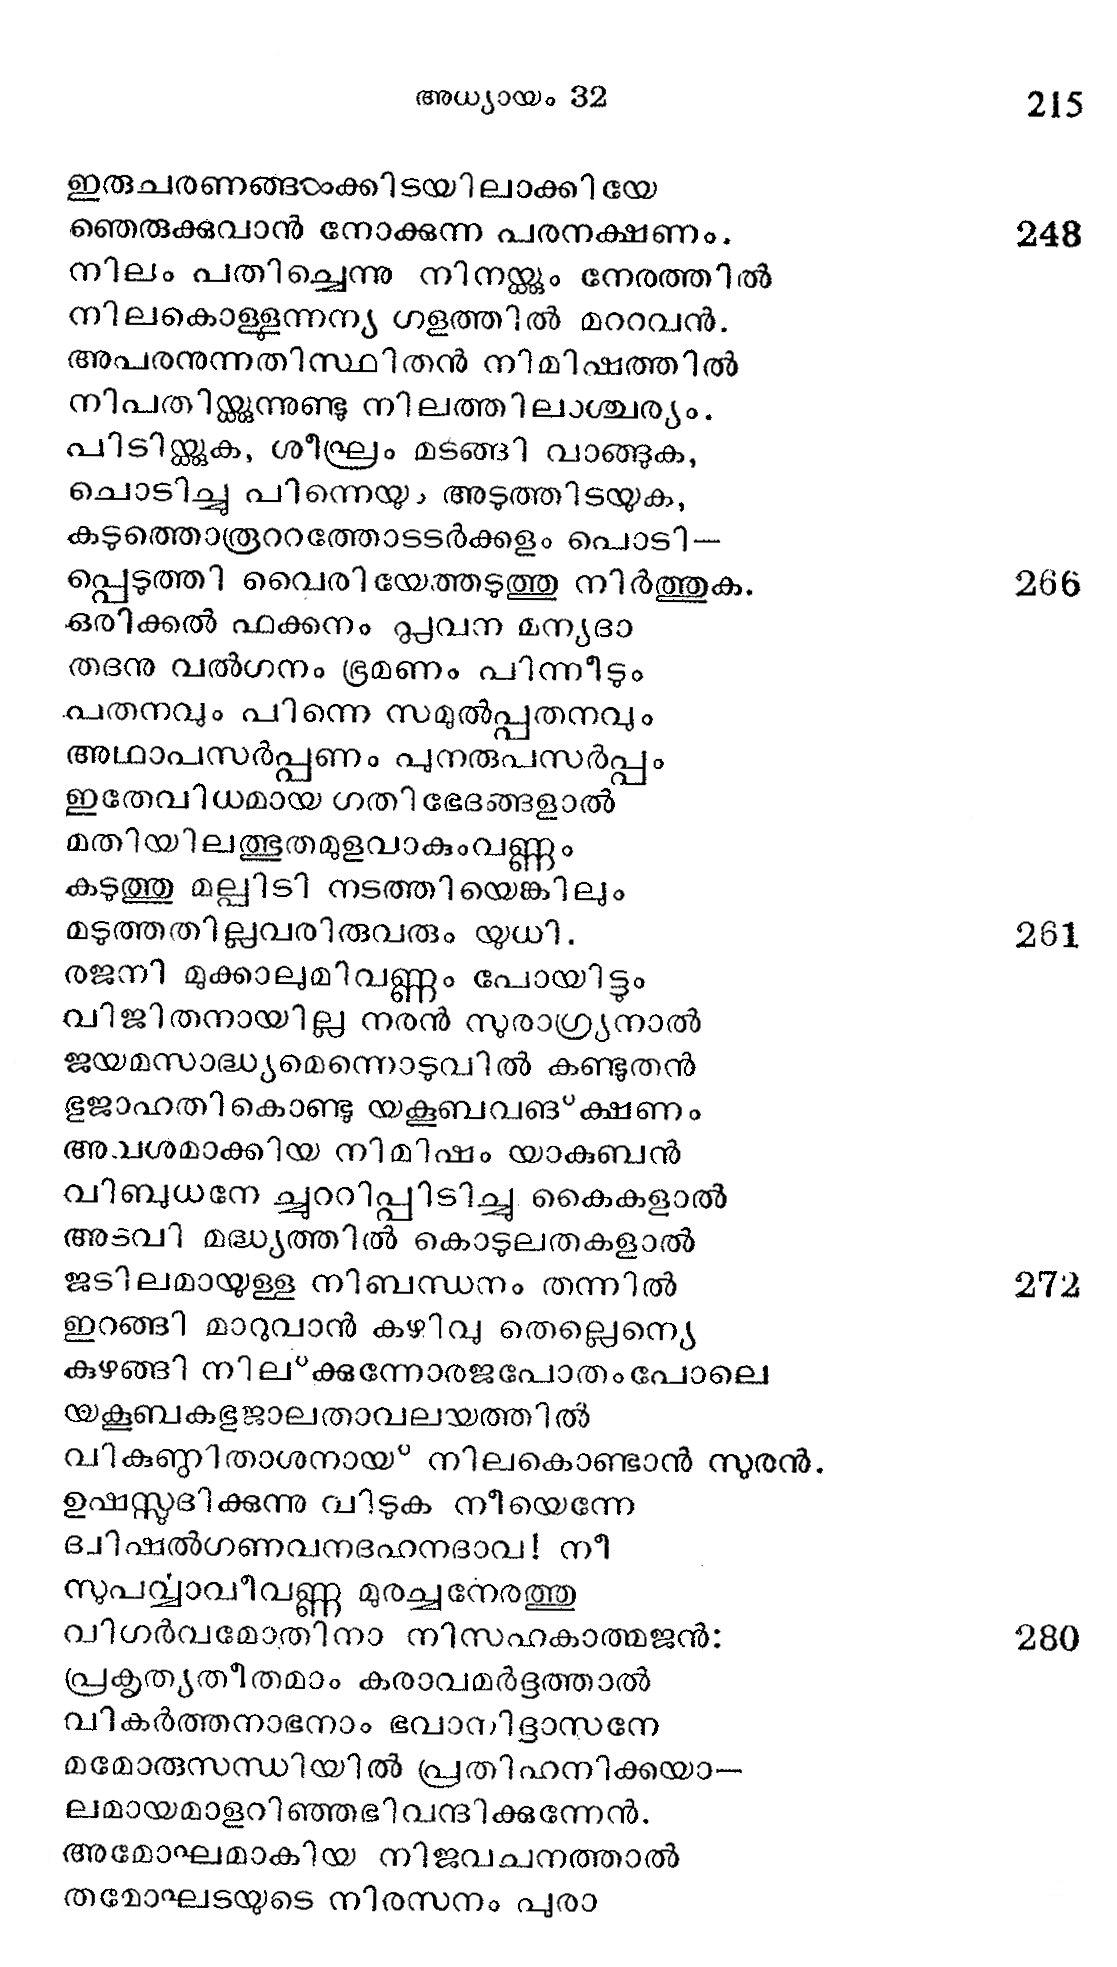 അധ്യായം 32
215
ഇരുചരണങ്ങൾക്കിടയിലാക്കിയേ
ഞെരുക്കുവാൻ നോക്കുന്ന പരനക്ഷണം. 248
നിലം പതിച്ചെന്നു നിനയ്ക്കും നേരത്തിൽ
നിലകൊള്ളുന്നന്യ ഗളത്തിൽ മററവൻ.
അപരനുന്നതിസ്ഥിതൻ നിമിഷത്തിൽ
നിപതിയ്ക്കുന്നുണ്ടു നിലത്തിലാശ്ചര്യം.
പിടിയ്ക്കുക, ശീഘ്രം മടങ്ങി വാങ്ങുക,
ചൊടിച്ചു പിന്നെയും അടുത്തിടയുക,
കടുത്തൊരൂററത്തോടടർക്കളം പൊടി—
പ്പെടുത്തി വൈരിയേത്തടുത്തു നിർത്തുക. 266
ഒരിക്കൽ ഢക്കനം പ്ലവന മന്യദാ
തദനു വൽഗനം ഭ്രമണം പിന്നീടും
പതനവും പിന്നെ സമുൽപ്പതനവും
അഥാപസർപ്പണം പുനരുപസർപ്പം
ഇതേവിധമായ ഗതിഭേദങ്ങളാൽ
മതിയിലത്ഭുതമുളവാകുംവണ്ണം
കടുത്തു മല്പിടി നടത്തിയെങ്കിലും
മടുത്തതില്ലവരിരുവരും യുധി. 261
രജനി മുക്കാലുമിവണ്ണം പോയിട്ടും
വിജിതനായില്ല നരൻ സുരാഗ്ര്യനാൽ
ജയമസാദ്ധ്യമെന്നൊടുവിൽ കണ്ടുതൻ
ഭുജാഹതികൊണ്ടു യകൂബവങ്ക്ഷണം
അവശമാക്കിയ നിമിഷം യാകുബൻ
വിബുധനേ ച്ചുററിപ്പിടിച്ചു കൈകളാൽ
അടവി മദ്ധ്യത്തിൽ കൊടുലതകളാൽ
ജടിലമായുള്ള നിബന്ധനം തന്നിൽ 272
ഇറങ്ങി മാറുവാൻ കഴിവു തെല്ലെന്യെ
കുഴങ്ങി നില്ക്കുന്നോരജപോതംപോലെ
യകൂബകഭുജാലതാവലയത്തിൽ
വികുണ്ഠിതാശനായ് നിലകൊണ്ടാൻ സുരൻ.
ഉഷസ്സുദിക്കുന്നു വിടുക നീയെന്നേ
ദ്വിഷൽഗണവനദഹനദാവ! നീ
സുപർവ്വാവീവണ്ണ മുരച്ചനേരത്തു
വിഗർവമോതിനാ നിസഹകാത്മജൻ: 280
പ്രകൃത്യതീതമാം കരാവമർദ്ദത്താൽ
വികർത്തനാഭനാം ഭവാനിദ്ദാസനേ
മമോരുസന്ധിയിൽ പ്രതിഹനിക്കയാ—
ലമായമാളറിഞ്ഞഭിവന്ദിക്കുന്നേൻ.
അമോഘമാകിയ നിജവചനത്താൽ
തമോഘടയുടെ നിരസനം പുരാ